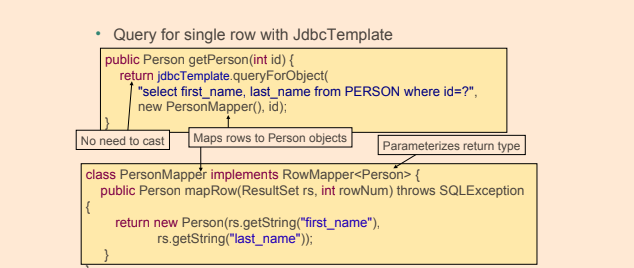 • Query for single row with JdbcTemplate
public Person getPerson(int id) {
return jdbcTemplate.queryForObject(
"select first_name, last_name from PERSON where id=?",
new PersonMapper(), id);
}
No need to cast
Maps rows to Person objects
Parameterizes return type
class PersonMapper implements RowMapper<Person> {
public Person mapRow(ResultSet rs, int rowNum) throws SQLException
{
return new Person(rs.getString("first_name"),
rs.getString("last_name"));
}
}